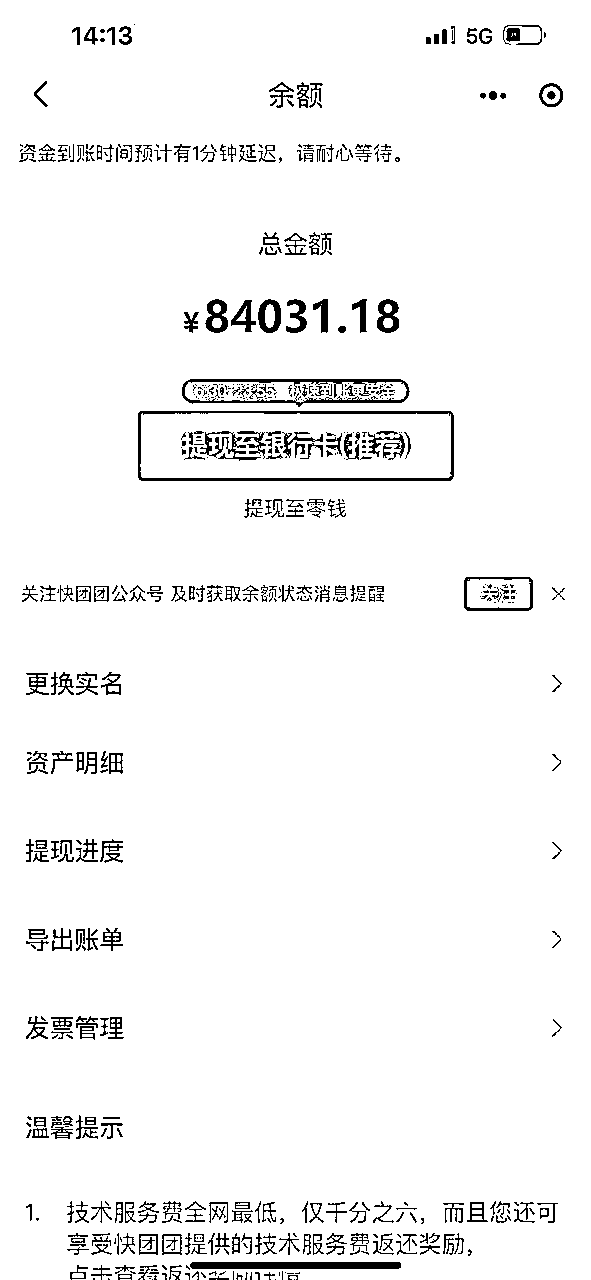 14:13
5G
余额
资金到账时间预计有1分钟延迟，请耐心等待。
总金额
¥84031.18
极速到账更安全
提现至银行卡(推荐)
提现至零钱
关注快团团公众号 及时获取余额状态消息提醒
关注
更换实名
资产明细
提现进度
导出账单
发票管理
温馨提示
1. 技术服务费全网最低，仅千分之六，而且您还可
享受快团团提供的技术服务费返还奖励，
点击查看返还奖励详情